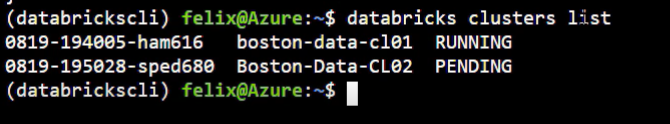 (databrickscli) felix@Azure:~$ databricks clusters list
0819-194005-ham616   boston-data-cl01  RUNNING
0819-195028-sped680  Boston-Data-CL02  PENDING
(databrickscli) felix@Azure:~$